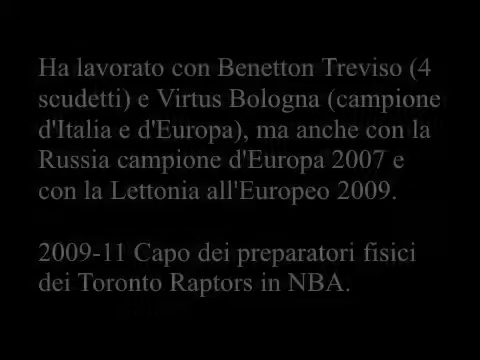 Ha lavorato con Benetton Treviso (4
scudetti) e Virtus Bologna (campione
d'Italia e d'Europa), ma anche con la
Russia campione d'Europa 2007 e
con la Lettonia all'Europeo 2009.
2009-11 Capo dei preparatori fisici
dei Toronto Raptors in NBA.